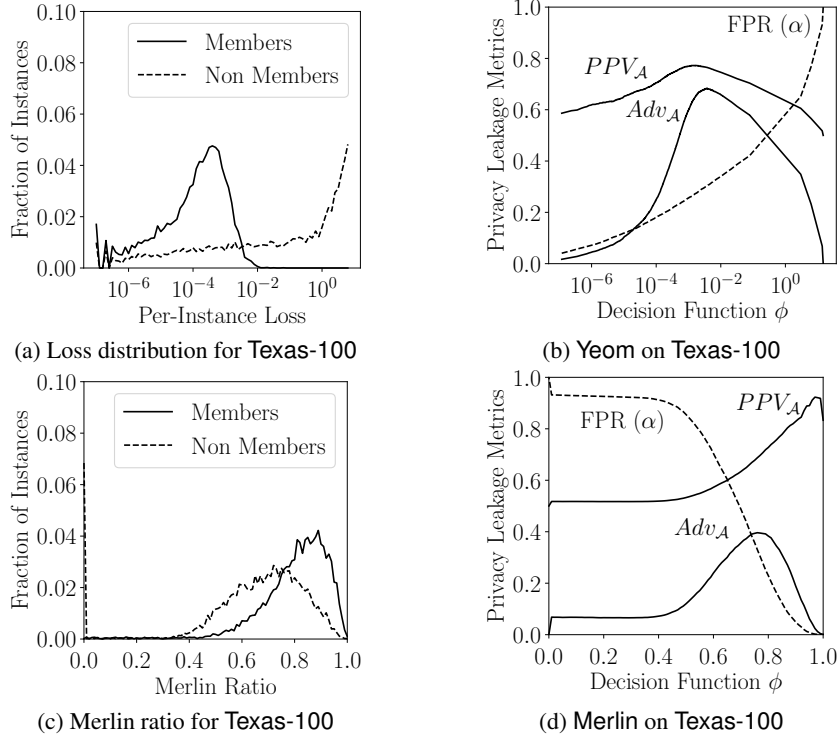 0.10
0.08
0.06
0.04
0.02
0.00
Fraction of Instances
Members
Non Members
10⁻⁶ 10⁻⁴ 10⁻² 10⁰
Per-Instance Loss
(a) Loss distribution for Texas-100
1.0
0.8
0.6
0.4
0.2
0.0
Privacy Leakage Metrics
FPR (α)
PPV_A
Adv_A
10⁻⁶ 10⁻⁴ 10⁻² 10⁰
Decision Function ϕ
(b) Yeom on Texas-100
0.10
0.08
0.06
0.04
0.02
0.00
Fraction of Instances
Members
Non Members
0.0 0.2 0.4 0.6 0.8 1.0
Merlin Ratio
(c) Merlin ratio for Texas-100
1.0
0.8
0.6
0.4
0.2
0.0
Privacy Leakage Metrics
PPV_A
FPR (α)
Adv_A
0.0 0.2 0.4 0.6 0.8 1.0
Decision Function ϕ
(d) Merlin on Texas-100